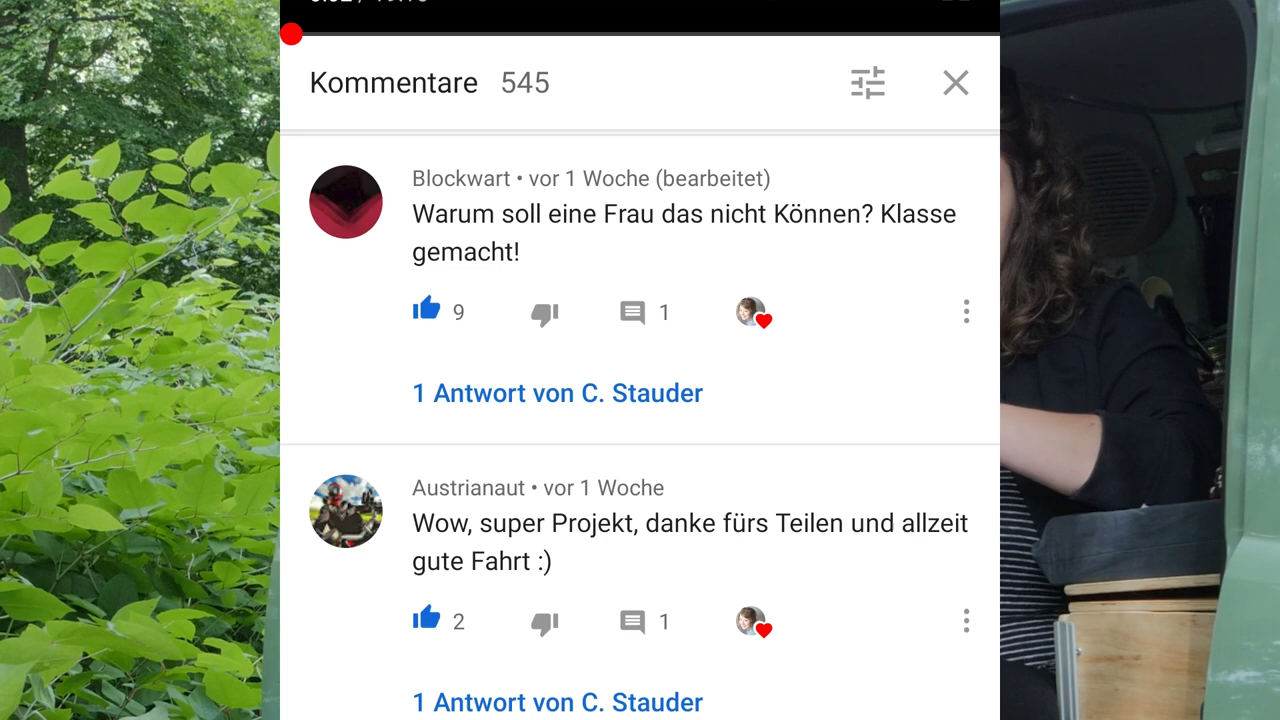 Kommentare 545
Blockwart • vor 1 Woche (bearbeitet)
Warum soll eine Frau das nicht Können? Klasse
gemacht!
9 1
1 Antwort von C. Stauder
Austrianaut • vor 1 Woche
Wow, super Projekt, danke fürs Teilen und allzeit
gute Fahrt :)
2 1
1 Antwort von C. Stauder